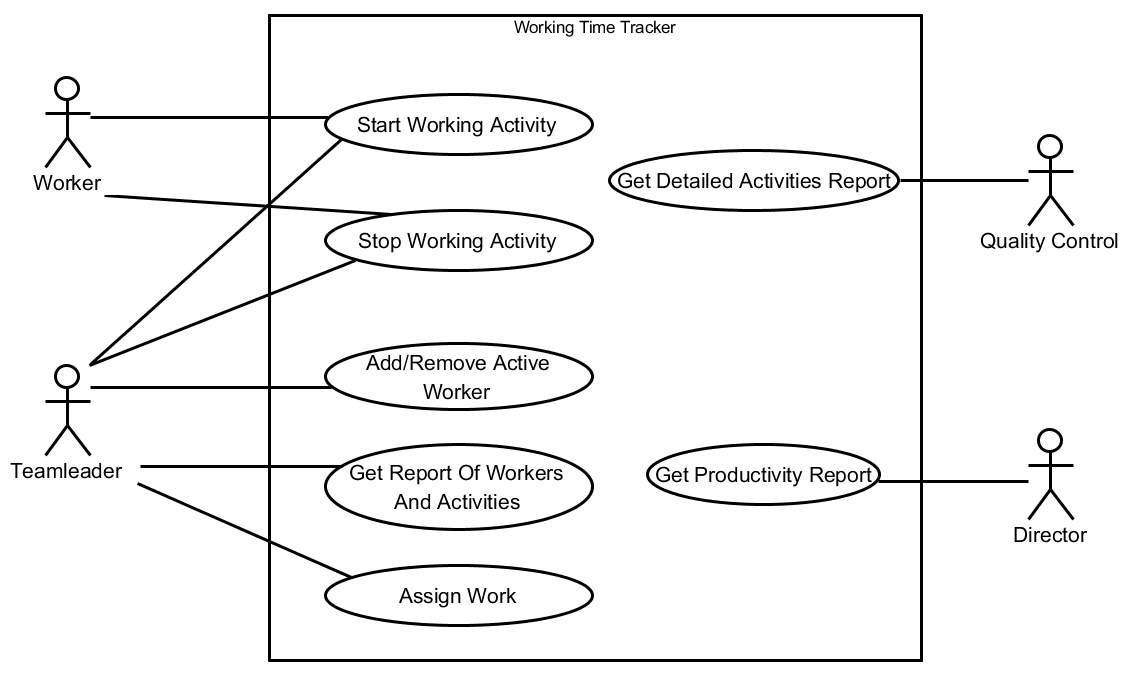 Working Time Tracker
Start Working Activity
Worker
Get Detailed Activities Report
Stop Working Activity
Quality Control
Add/Remove Active
Worker
Teamleader
Get Report Of Workers
And Activities
Get Productivity Report
Director
Assign Work